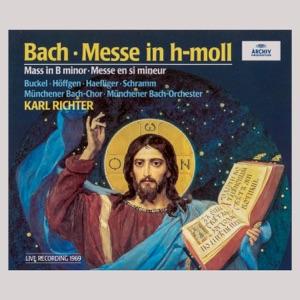 Bach · Messe in h-moll
ARCHIV
PRODUKTION
Mass in B minor · Messe en si mineur
Buckel · Höffgen · Haefliger · Schramm
Münchener Bach-Chor · Münchener Bach-Orchester
KARL RICHTER
LIVE RECORDING 1969